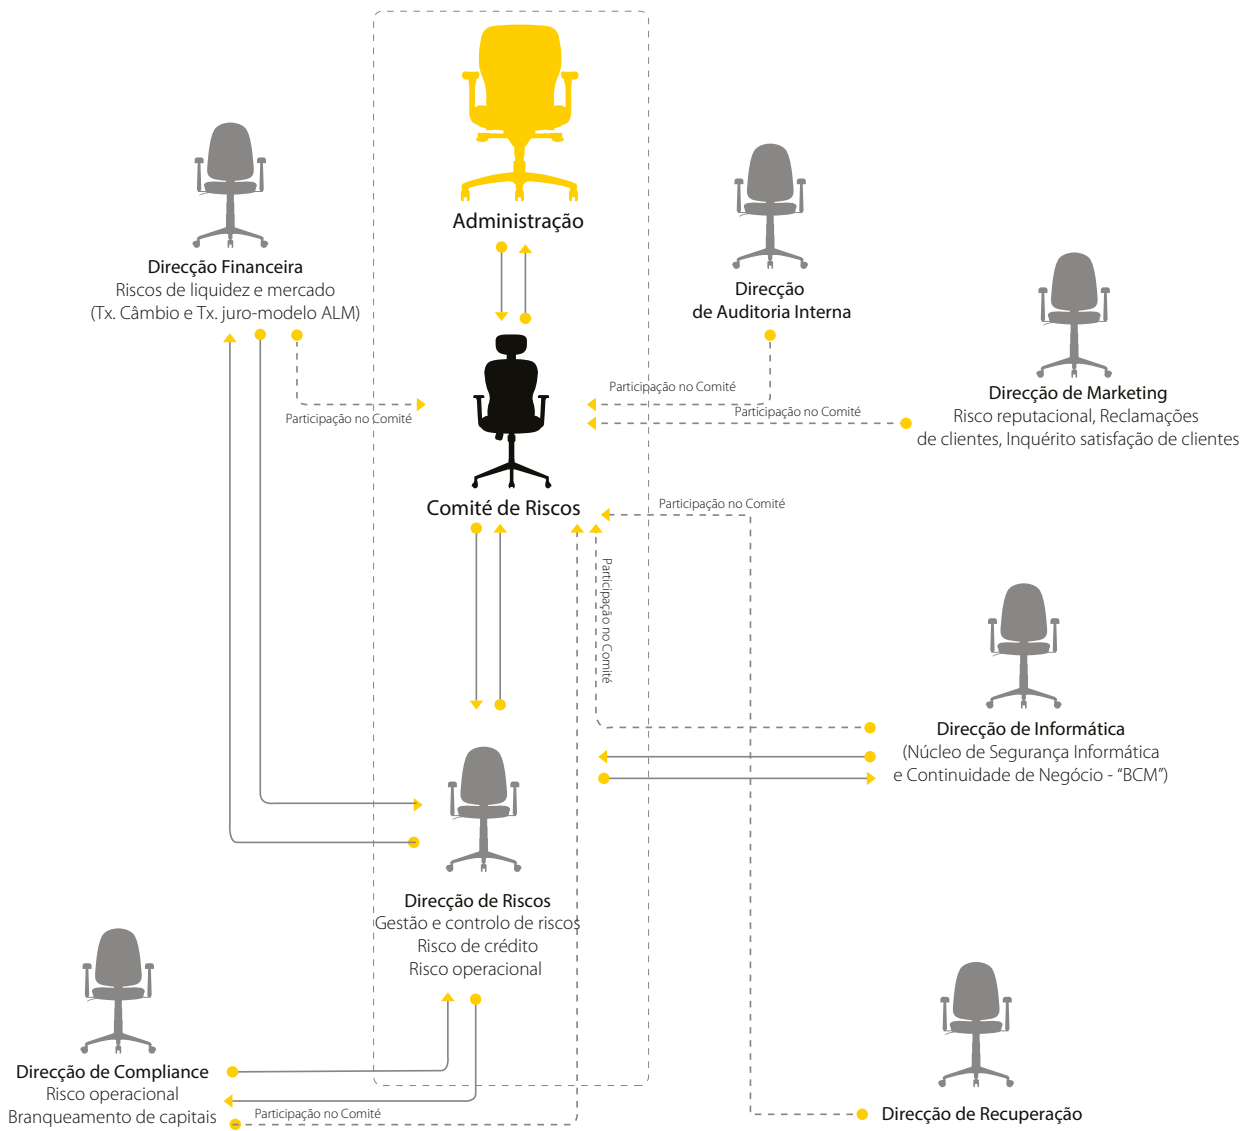 Administração
Direcção Financeira
Riscos de liquidez e mercado
(Tx. Câmbio e Tx. juro-modelo ALM)
Direcção
de Auditoria Interna
Participação no Comité
Participação no Comité
Participação no Comité
Direcção de Marketing
Risco reputacional, Reclamações
de clientes, Inquérito satisfação de clientes
Comité de Riscos
Participação no Comité
Participação no Comité
Direcção de Informática
(Núcleo de Segurança Informática
e Continuidade de Negócio - “BCM”)
Direcção de Riscos
Gestão e controlo de riscos
Risco de crédito
Risco operacional
Direcção de Compliance
Risco operacional
Branqueamento de capitais
Participação no Comité
Direcção de Recuperação